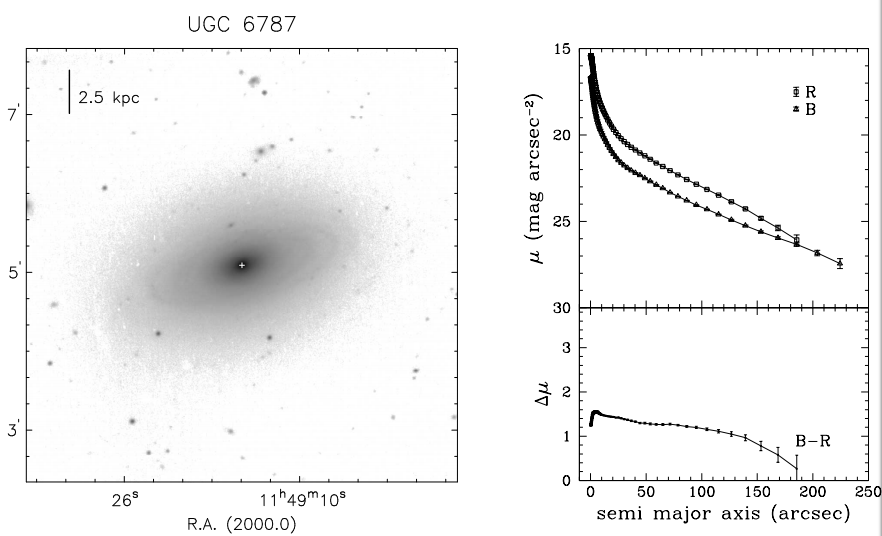 UGC 6787
2.5 kpc
7'
5'
3'
26ˢ
11ʰ49ᵐ10ˢ
R.A. (2000.0)
15
20
25
30
μ (mag arcsec⁻²)
R
B
3
2
1
0
Δμ
B−R
0 50 100 150 200 250
semi major axis (arcsec)